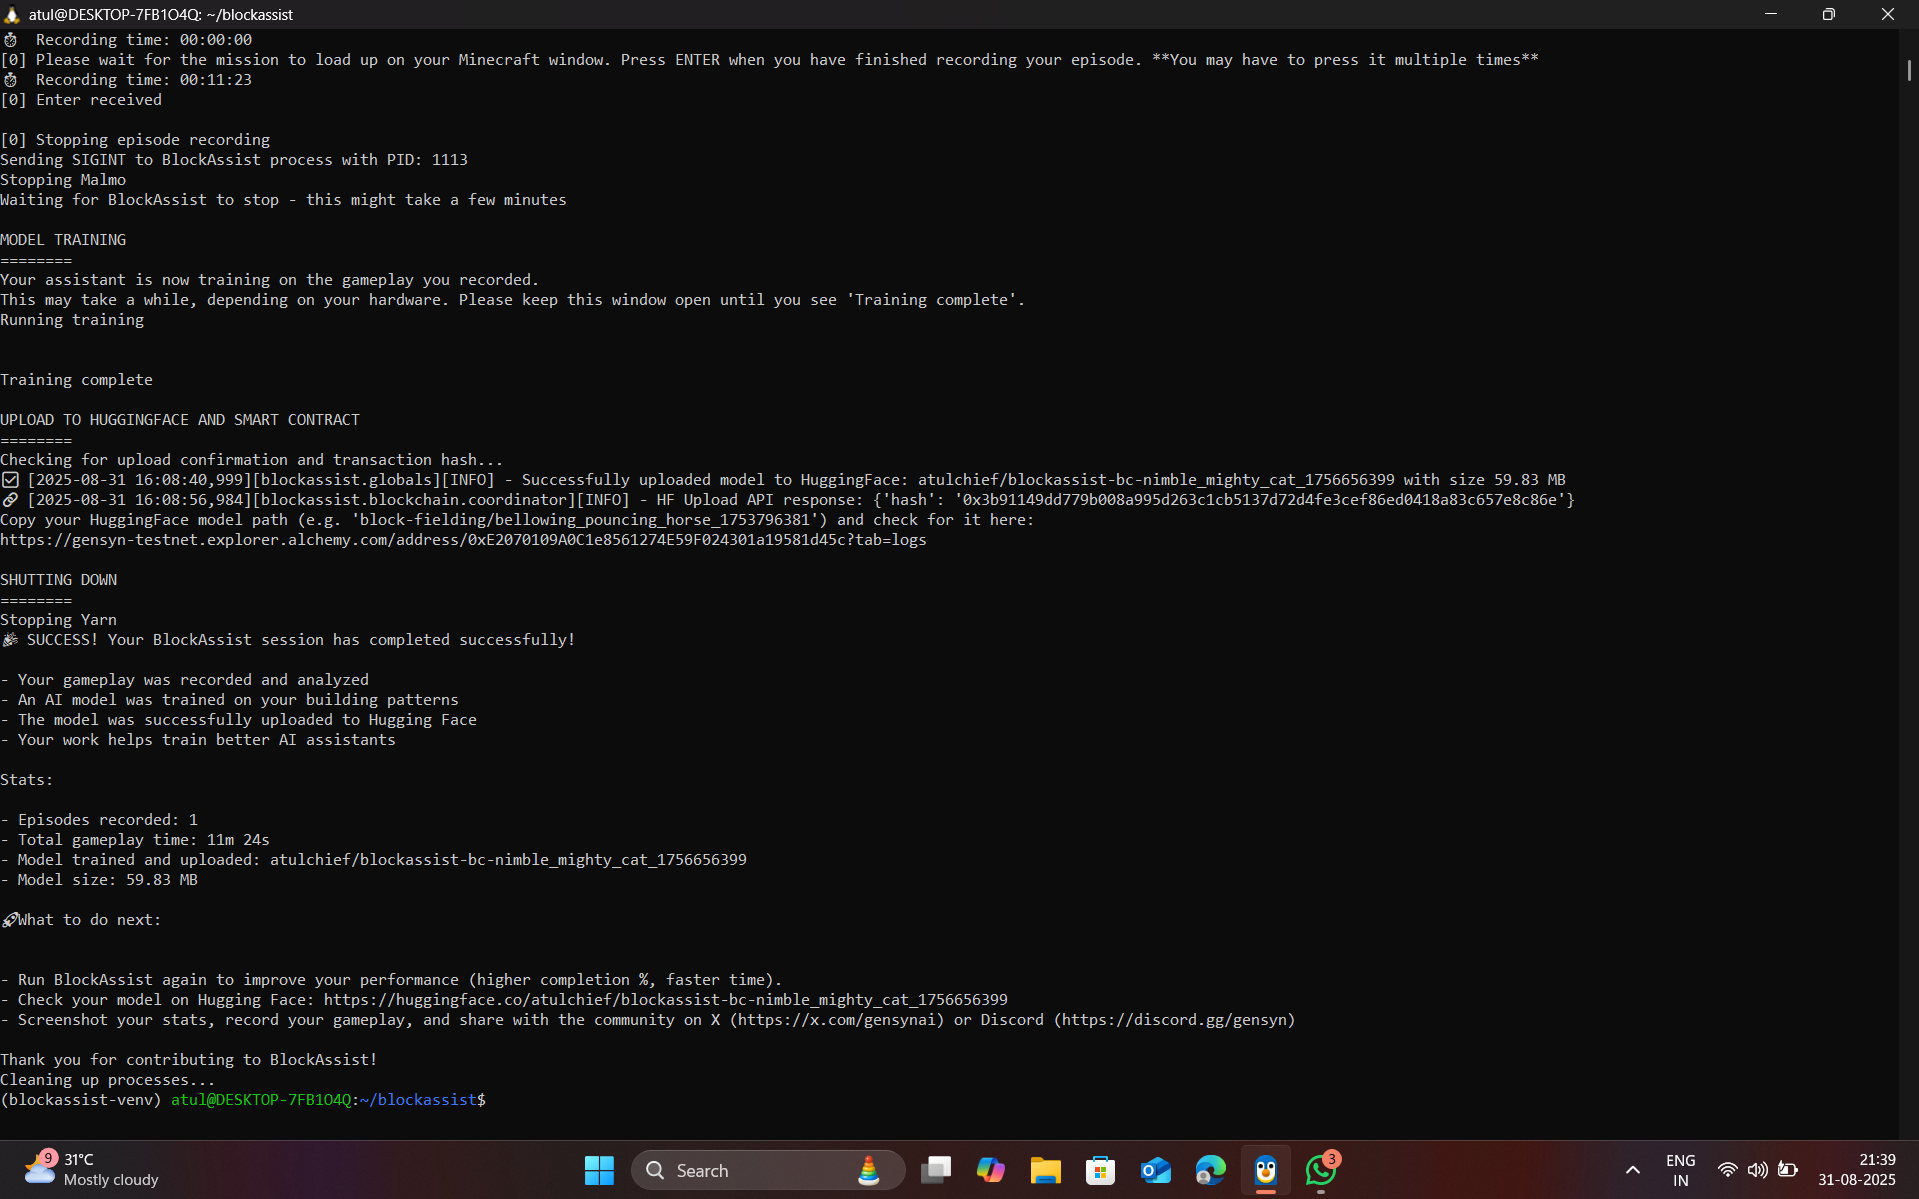 atul@DESKTOP-7FB1O4Q: ~/blockassist
Recording time: 00:00:00
[0] Please wait for the mission to load up on your Minecraft window. Press ENTER when you have finished recording your episode. **You may have to press it multiple times**
Recording time: 00:11:23
[0] Enter received
[0] Stopping episode recording
Sending SIGINT to BlockAssist process with PID: 1113
Stopping Malmo
Waiting for BlockAssist to stop - this might take a few minutes
MODEL TRAINING
========
Your assistant is now training on the gameplay you recorded.
This may take a while, depending on your hardware. Please keep this window open until you see 'Training complete'.
Running training
Training complete
UPLOAD TO HUGGINGFACE AND SMART CONTRACT
========
Checking for upload confirmation and transaction hash...
[2025-08-31 16:08:40,999][blockassist.globals][INFO] - Successfully uploaded model to HuggingFace: atulchief/blockassist-bc-nimble_mighty_cat_1756656399 with size 59.83 MB
[2025-08-31 16:08:56,984][blockassist.blockchain.coordinator][INFO] - HF Upload API response: {'hash': '0x3b91149dd779b008a995d263c1cb5137d72d4fe3cef86ed0418a83c657e8c86e'}
Copy your HuggingFace model path (e.g. 'block-fielding/bellowing_pouncing_horse_1753796381') and check for it here:
https://gensyn-testnet.explorer.alchemy.com/address/0xE2070109A0C1e8561274E59F024301a19581d45c?tab=logs
SHUTTING DOWN
========
Stopping Yarn
SUCCESS! Your BlockAssist session has completed successfully!
- Your gameplay was recorded and analyzed
- An AI model was trained on your building patterns
- The model was successfully uploaded to Hugging Face
- Your work helps train better AI assistants
Stats:
- Episodes recorded: 1
- Total gameplay time: 11m 24s
- Model trained and uploaded: atulchief/blockassist-bc-nimble_mighty_cat_1756656399
- Model size: 59.83 MB
What to do next:
- Run BlockAssist again to improve your performance (higher completion %, faster time).
- Check your model on Hugging Face: https://huggingface.co/atulchief/blockassist-bc-nimble_mighty_cat_1756656399
- Screenshot your stats, record your gameplay, and share with the community on X (https://x.com/gensynai) or Discord (https://discord.gg/gensyn)
Thank you for contributing to BlockAssist!
Cleaning up processes...
(blockassist-venv) atul@DESKTOP-7FB1O4Q:~/blockassist$
9
31°C
Mostly cloudy
Search
3
ENG
IN
21:39
31-08-2025